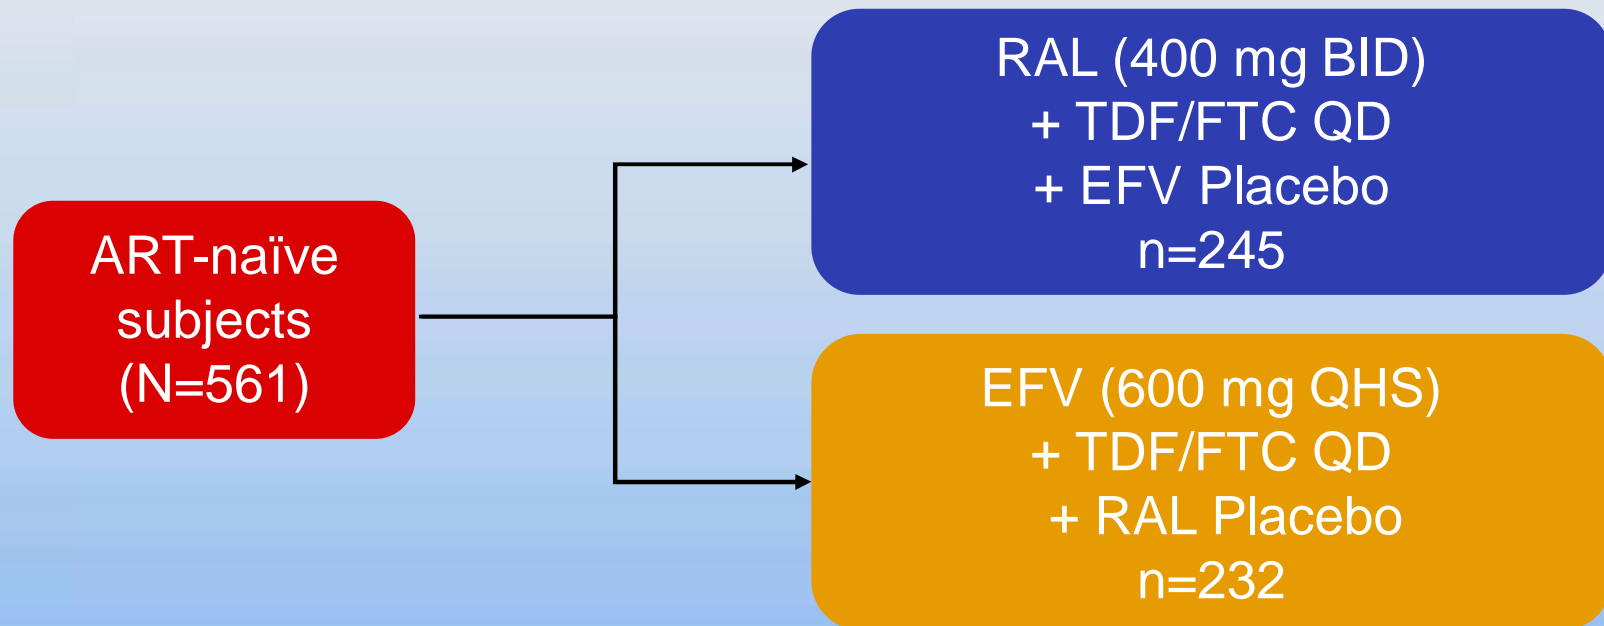 ART-naïve
subjects
(N=561)
RAL (400 mg BID)
+ TDF/FTC QD
+ EFV Placebo
n=245
EFV (600 mg QHS)
+ TDF/FTC QD
+ RAL Placebo
n=232